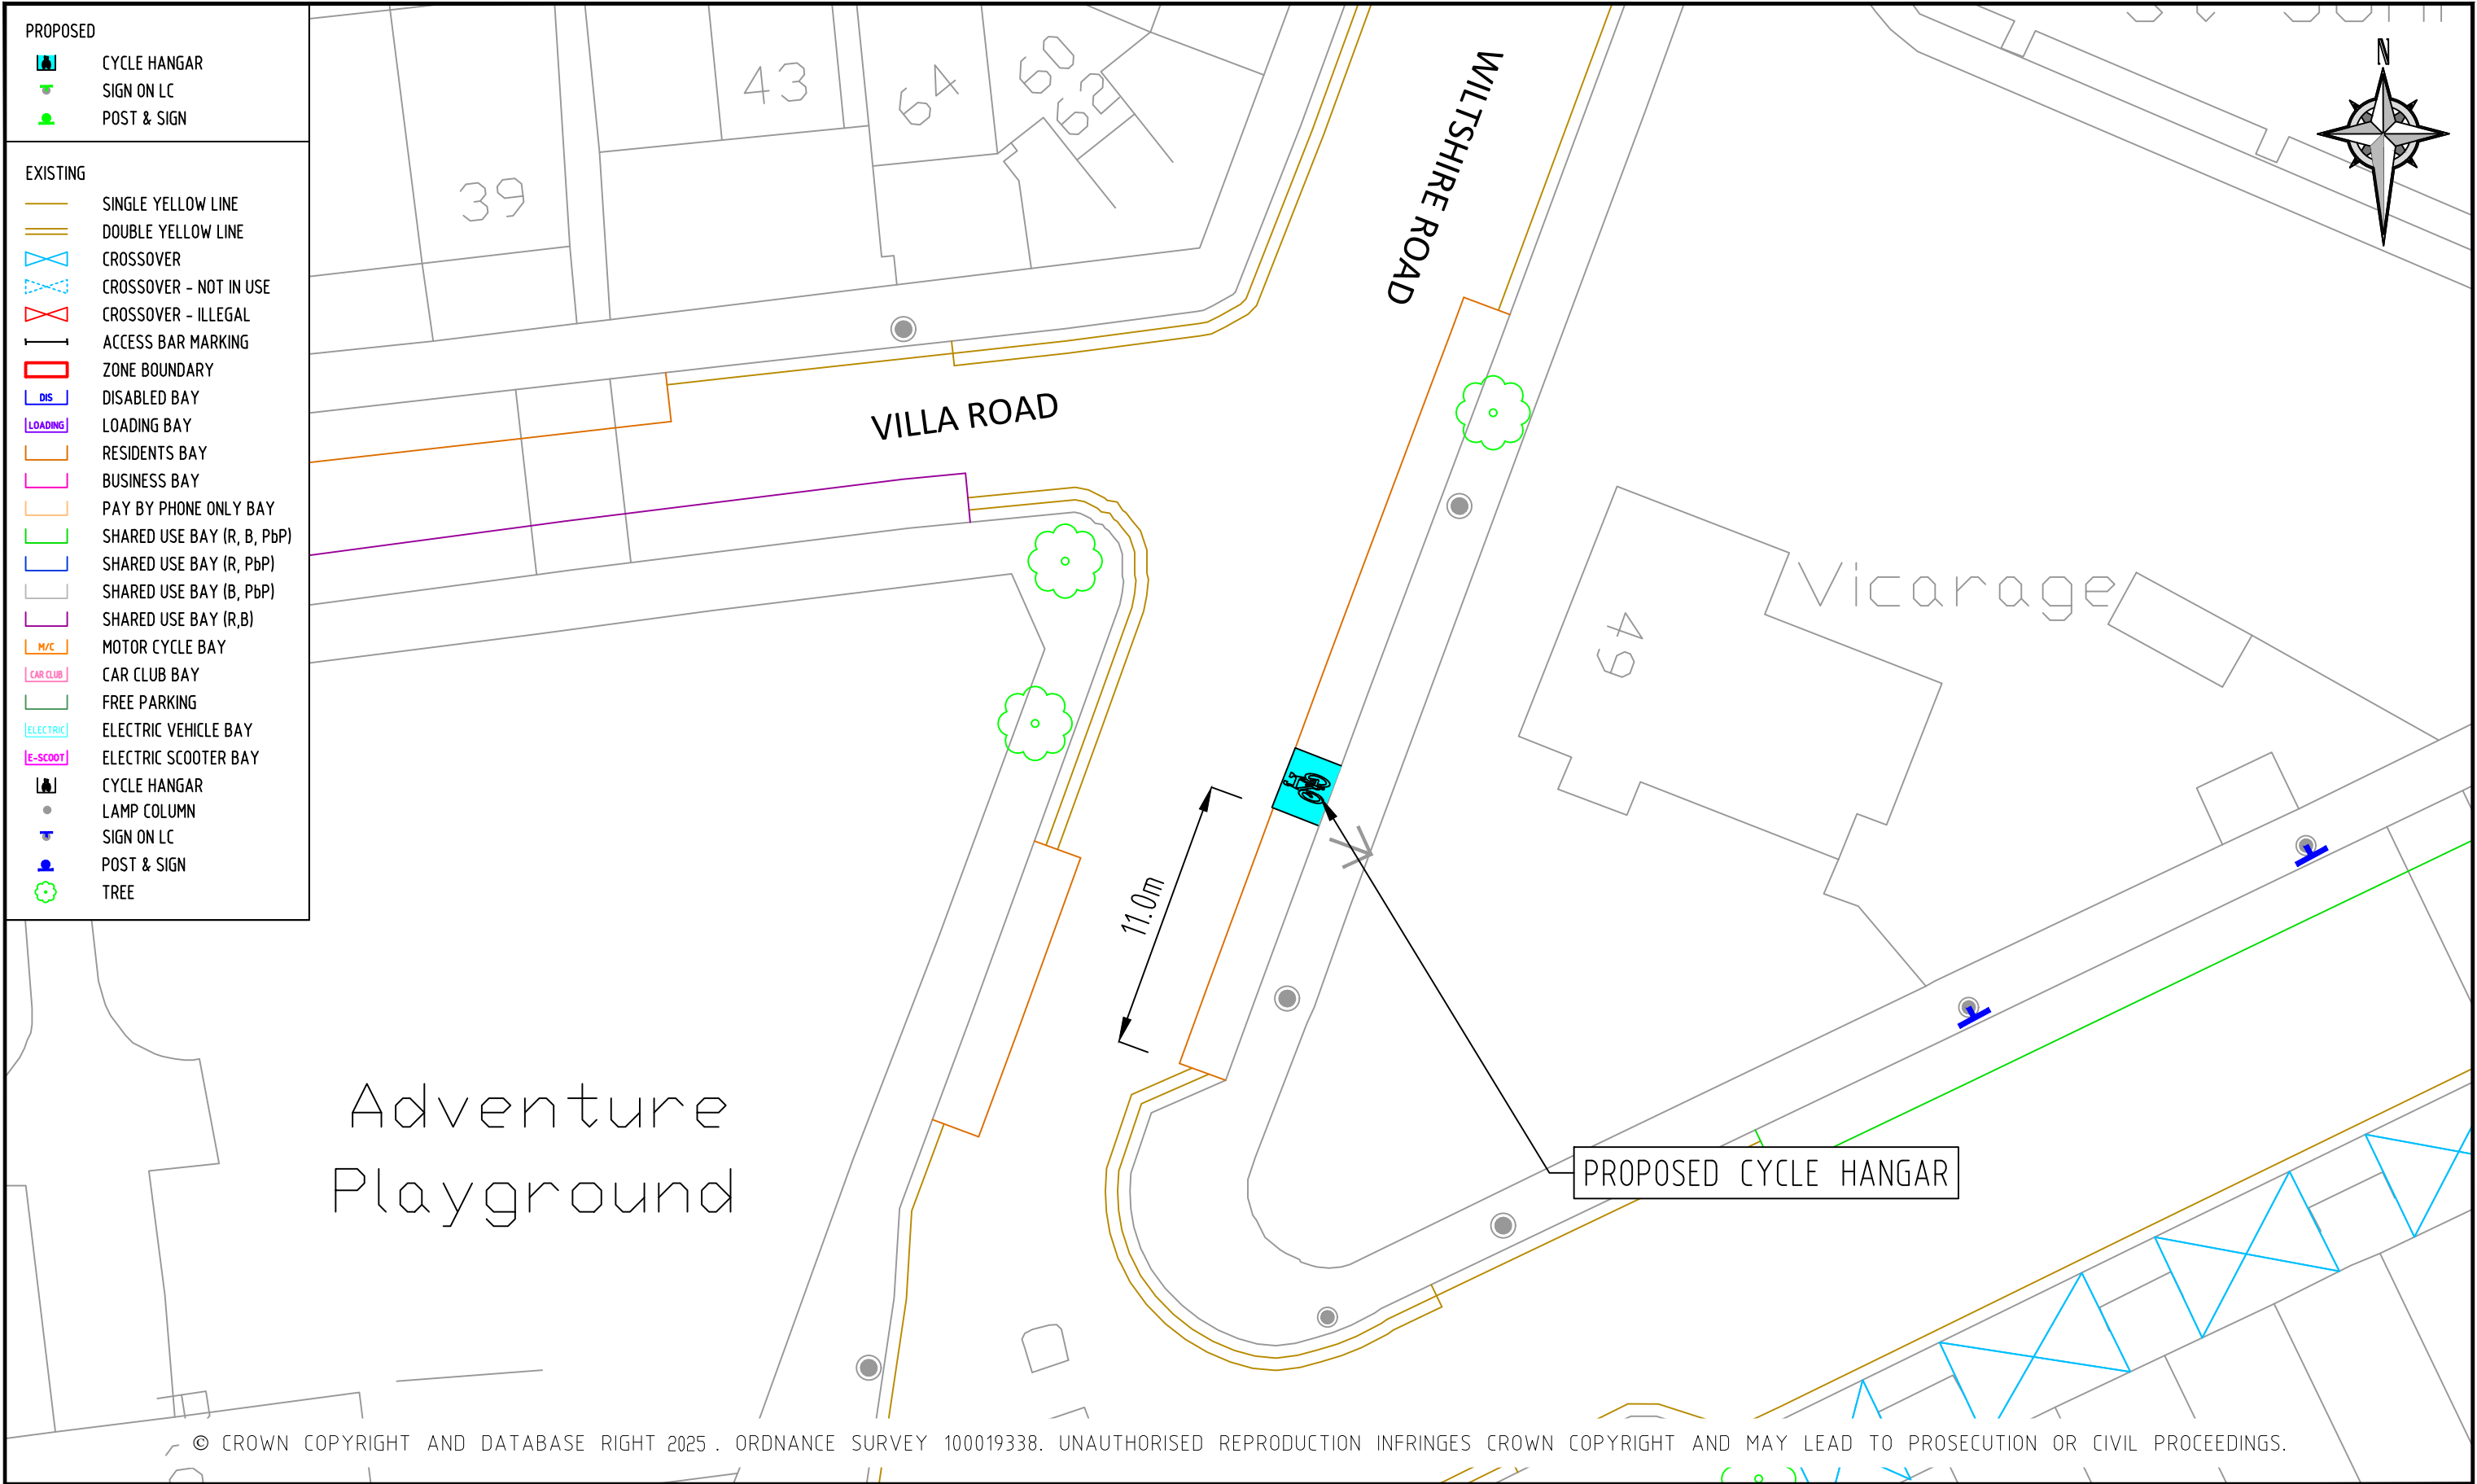 PROPOSED
CYCLE HANGAR
SIGN ON LC
POST & SIGN
EXISTING
SINGLE YELLOW LINE
DOUBLE YELLOW LINE
CROSSOVER
CROSSOVER - NOT IN USE
CROSSOVER - ILLEGAL
ACCESS BAR MARKING
ZONE BOUNDARY
DIS DISABLED BAY
LOADING LOADING BAY
RESIDENTS BAY
BUSINESS BAY
PAY BY PHONE ONLY BAY
SHARED USE BAY (R, B, PbP)
SHARED USE BAY (R, PbP)
SHARED USE BAY (B, PbP)
SHARED USE BAY (R,B)
M/C MOTOR CYCLE BAY
CAR CLUB CAR CLUB BAY
FREE PARKING
ELECTRIC ELECTRIC VEHICLE BAY
E-SCOOT ELECTRIC SCOOTER BAY
CYCLE HANGAR
LAMP COLUMN
SIGN ON LC
POST & SIGN
TREE
39
43
64
60
62
WILTSHIRE ROAD
N
VILLA ROAD
Vicarage
49
11.0m
Adventure
Playground
PROPOSED CYCLE HANGAR
© CROWN COPYRIGHT AND DATABASE RIGHT 2025 . ORDNANCE SURVEY 100019338. UNAUTHORISED REPRODUCTION INFRINGES CROWN COPYRIGHT AND MAY LEAD TO PROSECUTION OR CIVIL PROCEEDINGS.